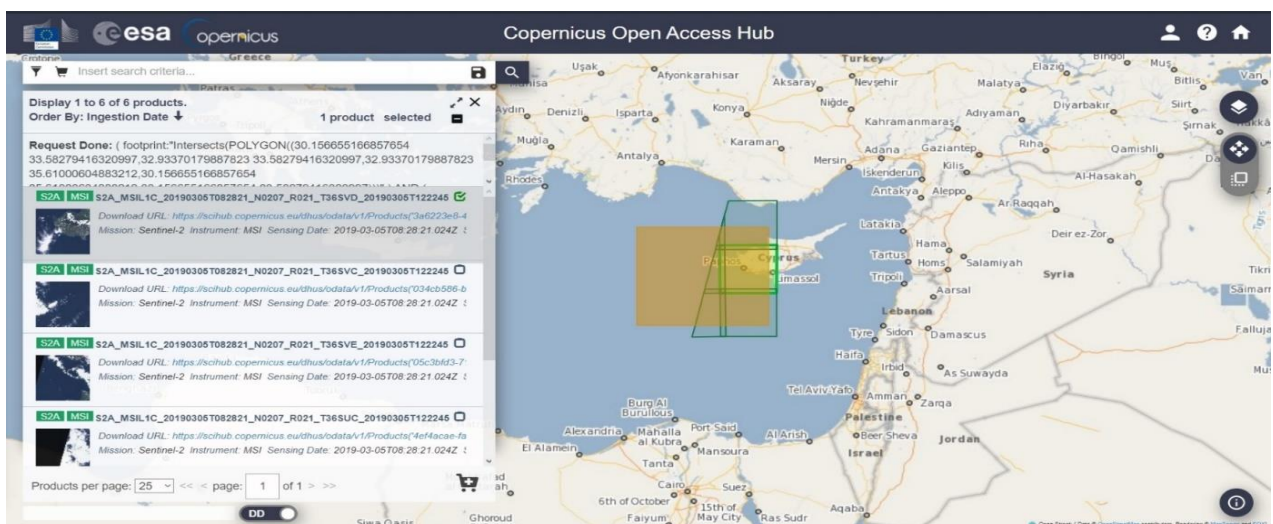 esa
opernicus
Copernicus Open Access Hub
Insert search criteria...
Display 1 to 6 of 6 products.
Order By: Ingestion Date
1 product selected
Request Done: ( footprint:"Intersects(POLYGON((30.156655166857654
33.58279416320997,32.93370179887823 33.58279416320997,32.93370179887823
35.61000604883212,30.156655166857654
S2A MSI S2A_MSIL1C_20190305T082821_N0207_R021_T36SVD_20190305T122245
Download URL: https://scihub.copernicus.eu/dhus/odata/v1/Products('3a6223e6-4
Mission: Sentinel-2 Instrument: MSI Sensing Date: 2019-03-05T08:28:21.024Z
S2A MSI S2A_MSIL1C_20190305T082821_N0207_R021_T36SVC_20190305T122245
Download URL: https://scihub.copernicus.eu/dhus/odata/v1/Products('034cb586-b
Mission: Sentinel-2 Instrument: MSI Sensing Date: 2019-03-05T08:28:21.024Z
S2A MSI S2A_MSIL1C_20190305T082821_N0207_R021_T36SVE_20190305T122245
Download URL: https://scihub.copernicus.eu/dhus/odata/v1/Products('05c3bfd3-7
Mission: Sentinel-2 Instrument: MSI Sensing Date: 2019-03-05T08:28:21.024Z
S2A MSI S2A_MSIL1C_20190305T082821_N0207_R021_T36SUC_20190305T122245
Download URL: https://scihub.copernicus.eu/dhus/odata/v1/Products('4ef4acae-fa
Mission: Sentinel-2 Instrument: MSI Sensing Date: 2019-03-05T08:28:21.024Z
Products per page: 25 << < page: 1 of 1 > >>
DD
Greece
Patras
Turkey
Uşak
Afyonkarahisar
Aksaray
Nevşehir
Malatya
Elazığ
Bingöl
Muş
Bitlis
Van
Aydın
Denizli
Isparta
Konya
Niğde
Kahramanmaraş
Adıyaman
Diyarbakır
Siirt
Şırnak
Hakka
Muğla
Karaman
Adana
Gaziantep
Riha
Qamishli
Antalya
Mersin
Iskenderun
Kilis
Al-Hasakah
Rhodes
Antakya
Aleppo
Ar-Raqqah
Latakia
Deir ez-Zor
Hama
Cyprus
Tartus
Homs
Salamiyah
Syria
Limassol
Tripoli
Aarsal
Lebanon
Tyre
Sidon
Damascus
Haifa
Irbid
As Suwayda
Tel Aviv-Yafo
Amman
Zarqa
Burg Al
Burullous
Palestine
Alexandria
Mahalla
al Kubra
Port Said
Al Arish
Beer Sheva
Jordan
El Alamein
Mansoura
Israel
Tanta
Cairo
Suez
6th of October
15th of
May City
Aqaba
Ghoroud
Faiyum
Ras Sudr